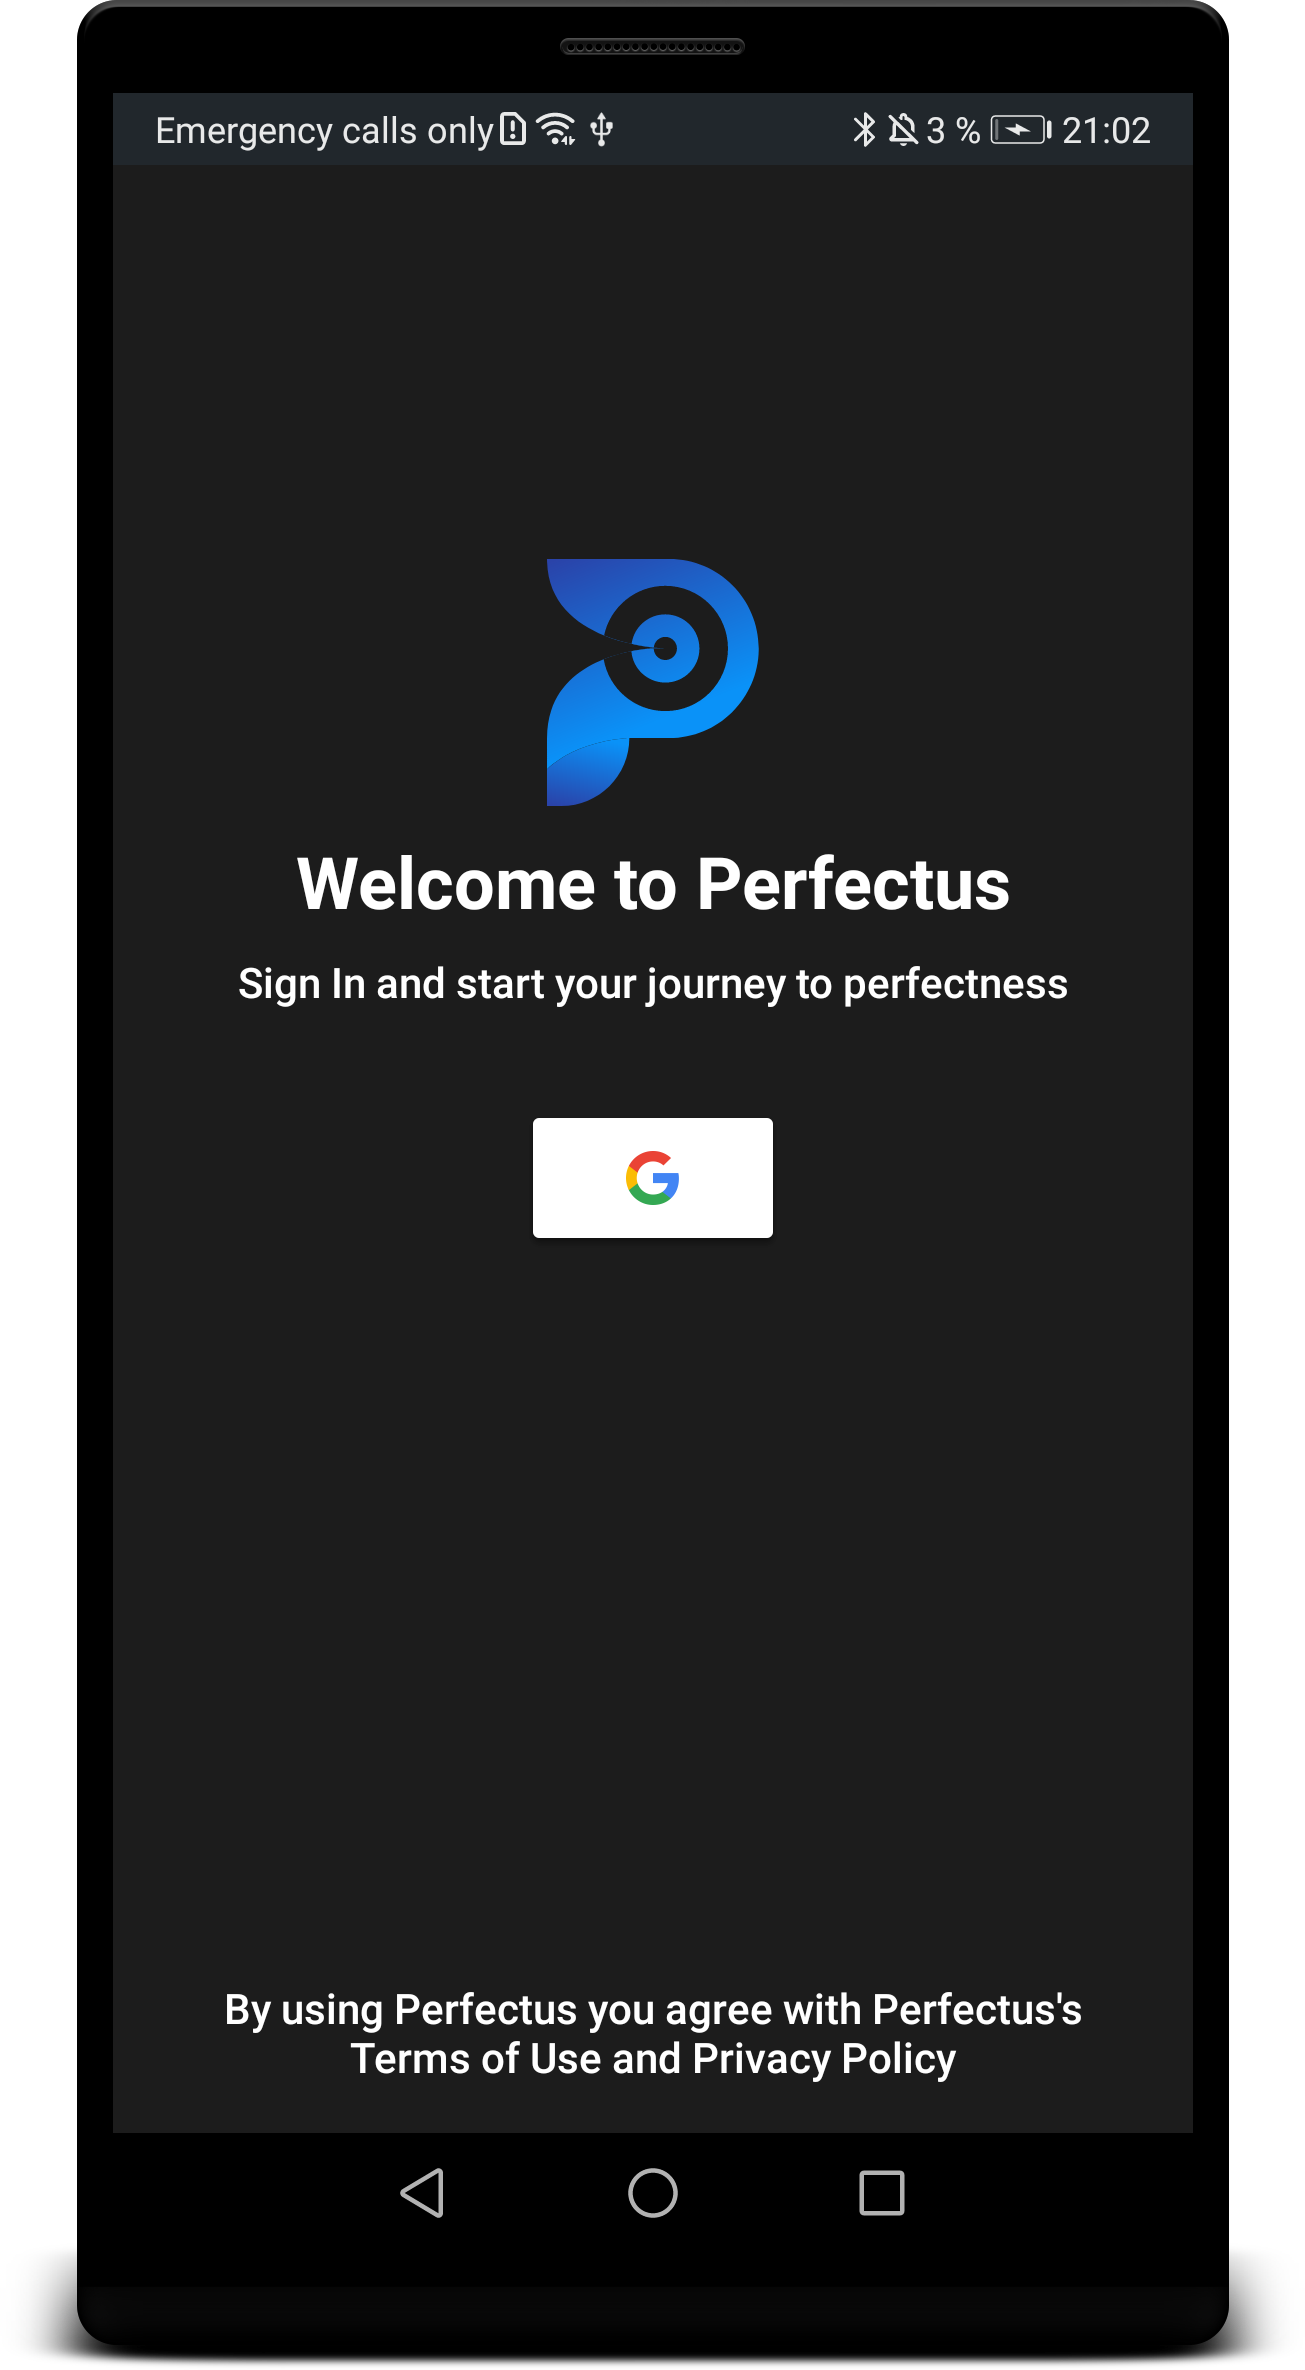 Emergency calls only 3 % 21:02
Welcome to Perfectus
Sign In and start your journey to perfectness
By using Perfectus you agree with Perfectus's
Terms of Use and Privacy Policy